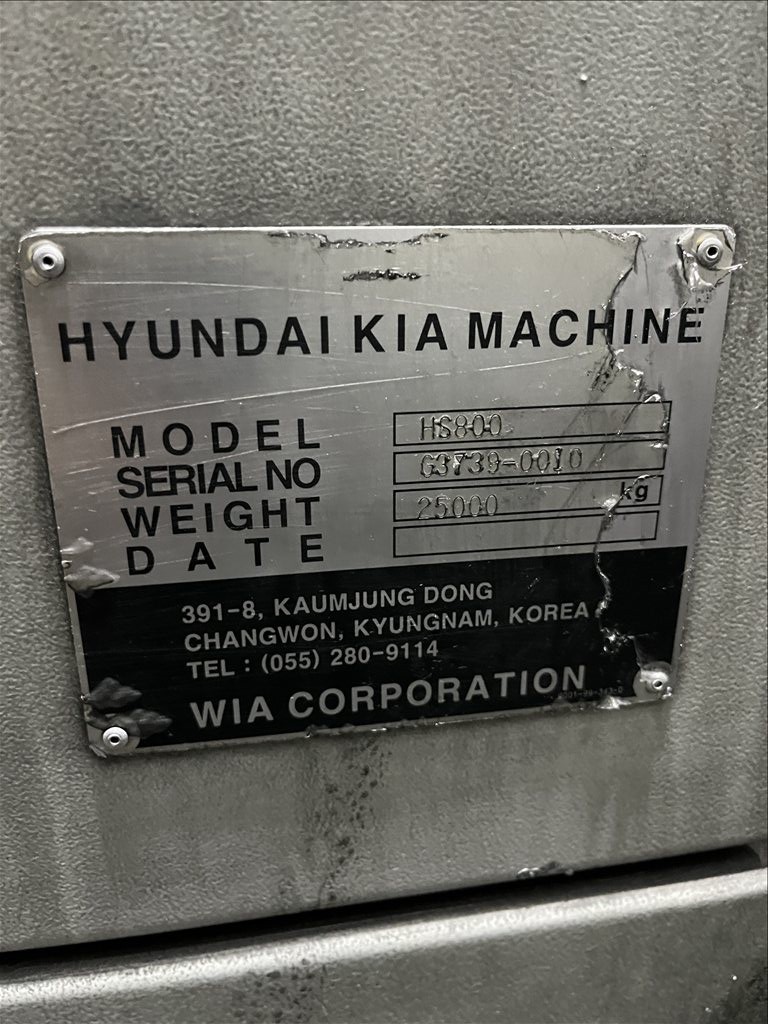 HYUNDAI KIA MACHINE
MODEL HS800
SERIAL NO G3739-0010
WEIGHT 25000 kg
DATE
391-8, KAUMJUNG DONG
CHANGWON, KYUNGNAM, KOREA
TEL : (055) 280-9114
WIA CORPORATION